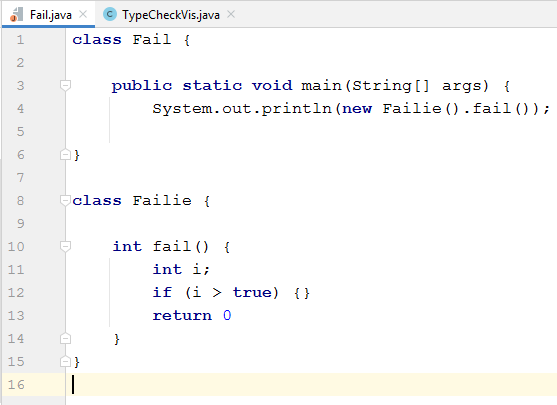 Fail.java × TypeCheckVis.java ×
1 class Fail {
2
3 public static void main(String[] args) {
4 System.out.println(new Failie().fail());
5
6 }
7
8 class Failie {
9
10 int fail() {
11 int i;
12 if (i > true) {}
13 return 0
14 }
15 }
16